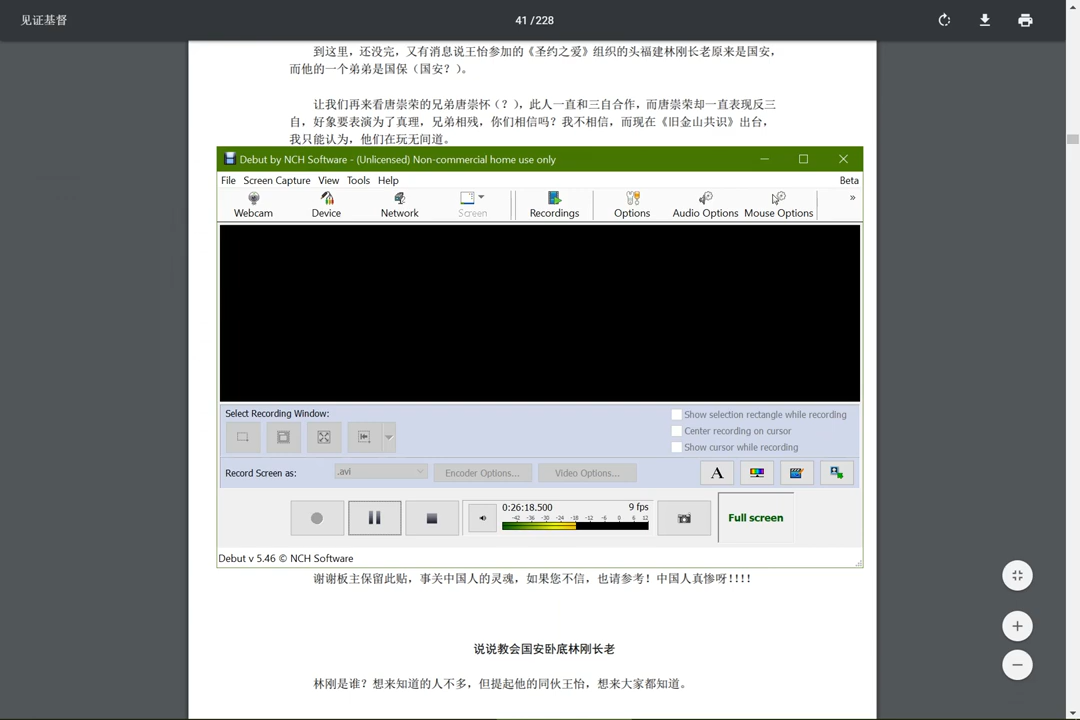 见证基督
41 /228
到这里，还没完，又有消息说王怡参加的《圣约之爱》组织的头福建林刚长老原来是国安，
而他的一个弟弟是国保（国安？）。
让我们再来看唐崇荣的兄弟唐崇怀（？），此人一直和三自合作，而唐崇荣却一直表现反三
自，好象要表演为了真理，兄弟相残，你们相信吗？我不相信，而现在《旧金山共识》出台，
我只能认为，他们在玩无间道。
Debut by NCH Software - (Unlicensed) Non-commercial home use only
File Screen Capture View Tools Help Beta
Webcam Device Network Screen Recordings Options Audio Options Mouse Options »
Select Recording Window:
Show selection rectangle while recording
Center recording on cursor
Show cursor while recording
Record Screen as: .avi Encoder Options... Video Options... A
0:26:18.500 9 fps
-42 -36 -30 -24 -18 -12 -6 0 6 12
Full screen
Debut v 5.46 © NCH Software
谢谢板主保留此贴，事关中国人的灵魂，如果您不信，也请参考！中国人真惨呀！！！！
说说教会国安卧底林刚长老
林刚是谁？想来知道的人不多，但提起他的同伙王怡，想来大家都知道。